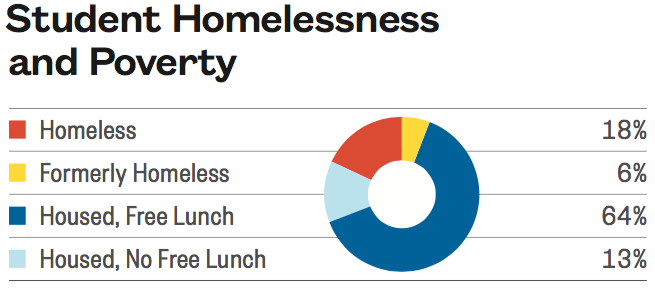 Student Homelessness
and Poverty
Homeless 18%
Formerly Homeless 6%
Housed, Free Lunch 64%
Housed, No Free Lunch 13%